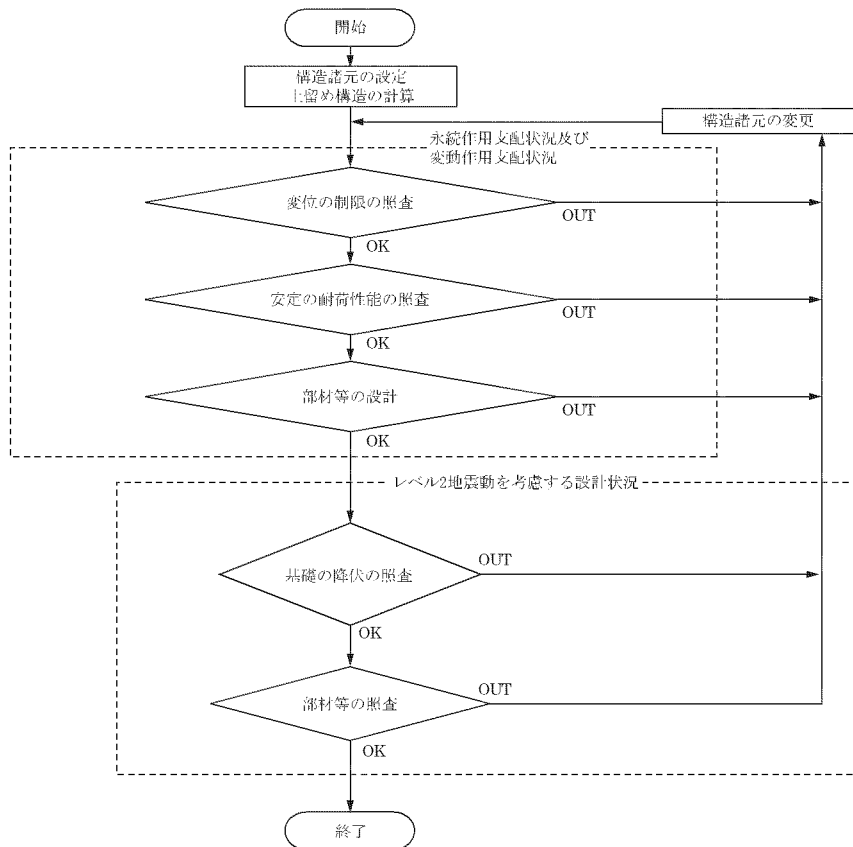 開始
構造諸元の設定
土留め構造の計算
構造諸元の変更
永続作用支配状況及び
変動作用支配状況
変位の制限の照査
OUT
OK
安定の耐荷性能の照査
OUT
OK
部材等の設計
OUT
OK
レベル2地震動を考慮する設計状況
基礎の降伏の照査
OUT
OK
部材等の照査
OUT
OK
終了